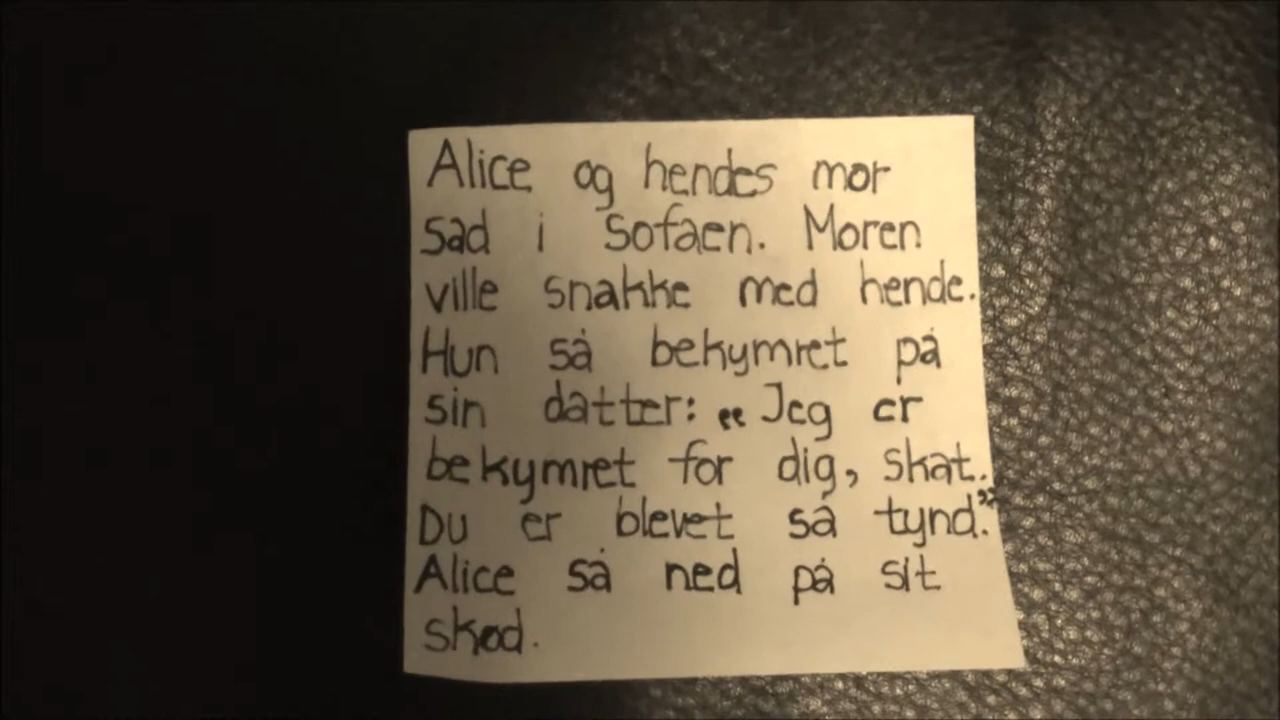 Alice og hendes mor
sad i sofaen. Moren
ville snakke med hende.
Hun så bekymret på
sin datter: „Jeg er
bekymret for dig, skat.
Du er blevet så tynd.”
Alice så ned på sit
skød.